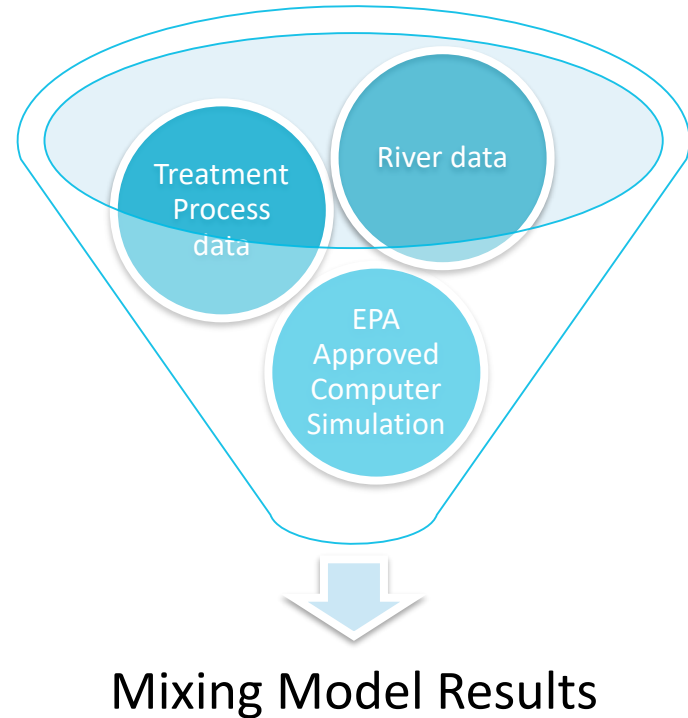 Treatment
Process
data
River data
EPA
Approved
Computer
Simulation
Mixing Model Results